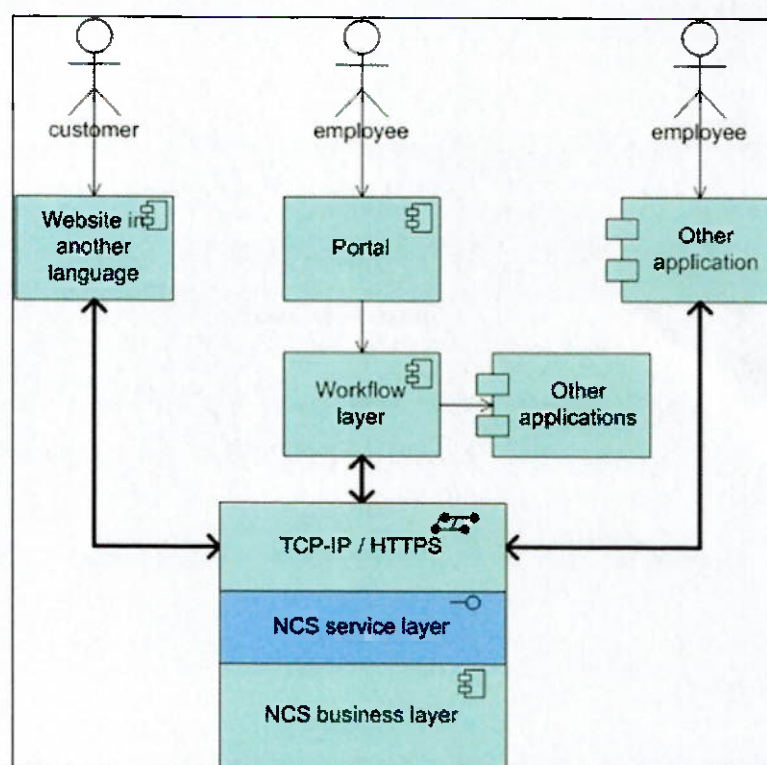 customer
employee
employee
Website in
another
language
Portal
Other
application
Workflow
layer
Other
applications
TCP-IP / HTTPS
NCS service layer
NCS business layer